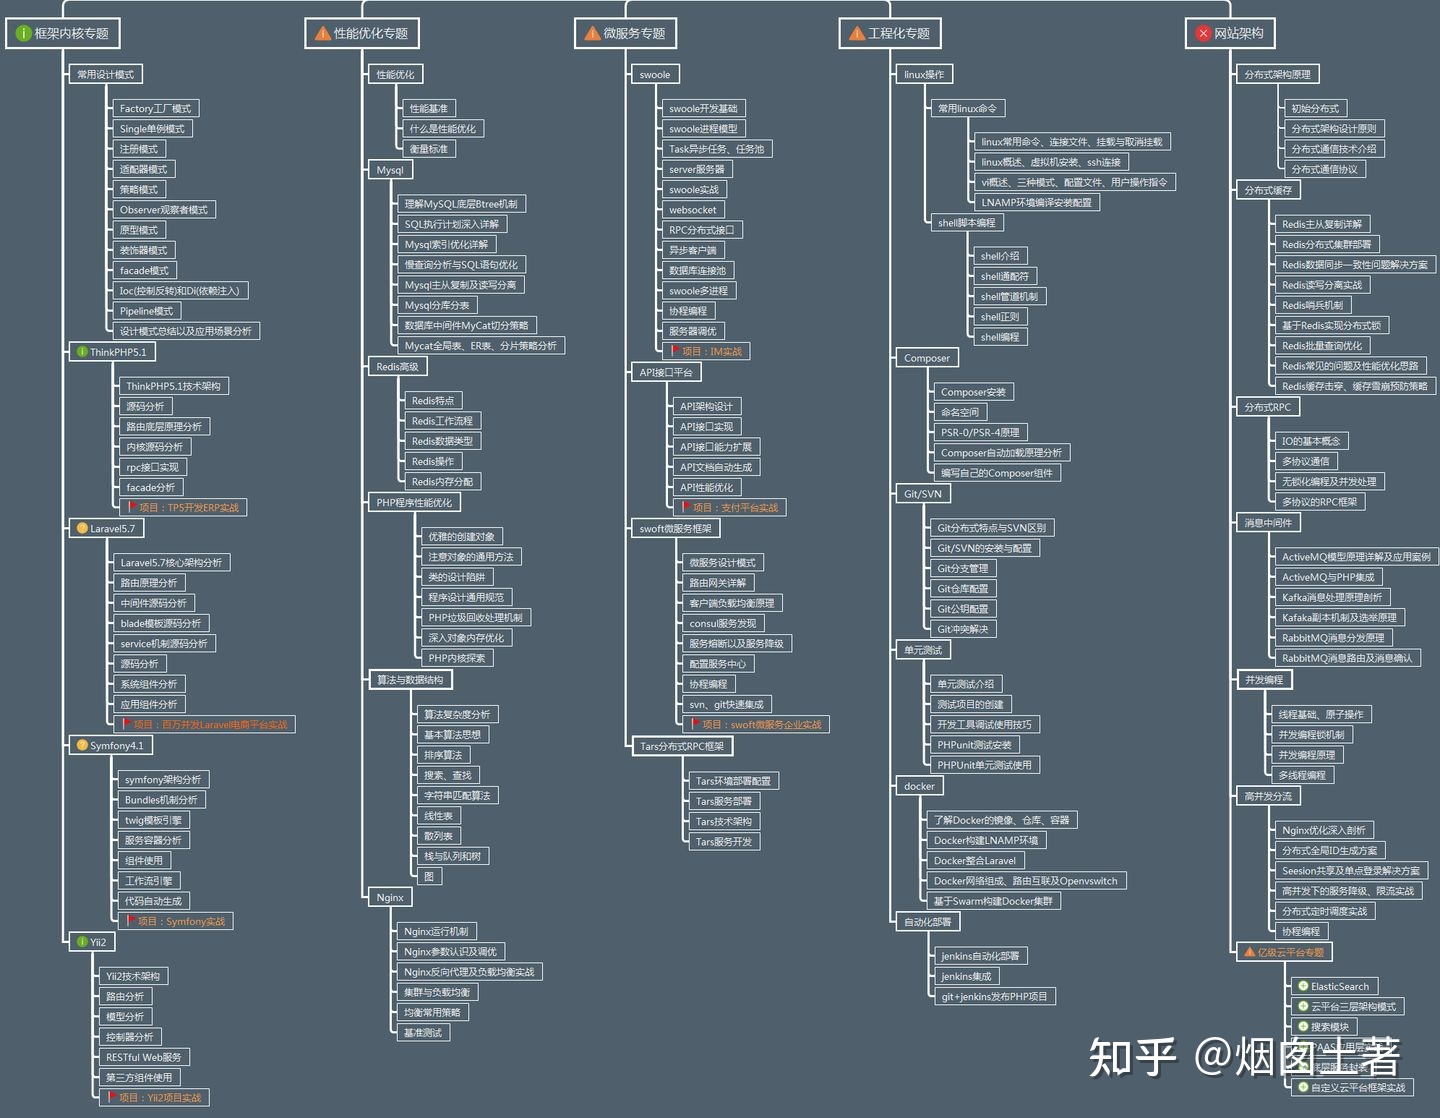 框架内核专题
常用设计模式
Factory工厂模式
Single单例模式
注册模式
适配器模式
策略模式
Observer观察者模式
原型模式
装饰器模式
facade模式
Ioc(控制反转)和Di(依赖注入)
Pipeline模式
设计模式总结以及应用场景分析
ThinkPHP5.1
ThinkPHP5.1技术架构
源码分析
路由底层原理分析
内核源码分析
rpc接口实现
facade分析
项目：TP5开发ERP实战
Laravel5.7
Laravel5.7核心架构分析
路由原理分析
中间件源码分析
blade模板源码分析
service机制源码分析
源码分析
系统组件分析
应用组件分析
项目：百万并发Laravel电商平台实战
Symfony4.1
symfony架构分析
Bundles机制分析
twig模板引擎
服务容器分析
组件使用
工作流引擎
代码自动生成
项目：Symfony实战
Yii2
Yii2技术架构
路由分析
模型分析
控制器分析
RESTful Web服务
第三方组件使用
项目：Yii2项目实战
性能优化专题
性能优化
性能基准
什么是性能优化
衡量标准
Mysql
理解MySQL底层Btree机制
SQL执行计划深入详解
Mysql索引优化详解
慢查询分析与SQL语句优化
Mysql主从复制及读写分离
Mysql分库分表
数据库中间件MyCat切分策略
Mycat全局表、ER表、分片策略分析
Redis高级
Redis特点
Redis工作流程
Redis数据类型
Redis操作
Redis内存分配
PHP程序性能优化
优雅的创建对象
注意对象的通用方法
类的设计陷阱
程序设计通用规范
PHP垃圾回收处理机制
深入对象内存优化
PHP内核探索
算法与数据结构
算法复杂度分析
基本算法思想
排序算法
搜索、查找
字符串匹配算法
线性表
散列表
栈与队列和树
图
Nginx
Nginx运行机制
Nginx参数认识及调优
Nginx反向代理及负载均衡实战
集群与负载均衡
均衡常用策略
基准测试
微服务专题
swoole
swoole开发基础
swoole进程模型
Task异步任务、任务池
server服务器
swoole实战
websocket
RPC分布式接口
异步客户端
数据库连接池
swoole多进程
协程编程
服务器调优
项目：IM实战
API接口平台
API架构设计
API接口实现
API接口能力扩展
API文档自动生成
API性能优化
项目：支付平台实战
swoft微服务框架
微服务设计模式
路由网关详解
客户端负载均衡原理
consul服务发现
服务熔断以及服务降级
配置服务中心
协程编程
svn、git快速集成
项目：swoft微服务企业实战
Tars分布式RPC框架
Tars环境部署配置
Tars服务部署
Tars技术架构
Tars服务开发
工程化专题
linux操作
常用linux命令
linux常用命令、连接文件、挂载与取消挂载
linux概述、虚拟机安装、ssh连接
vi概述、三种模式、配置文件、用户操作指令
LNAMP环境编译安装配置
shell脚本编程
shell介绍
shell通配符
shell管道机制
shell正则
shell编程
Composer
Composer安装
命名空间
PSR-0/PSR-4原理
Composer自动加载原理分析
编写自己的Composer组件
Git/SVN
Git分布式特点与SVN区别
Git/SVN的安装与配置
Git分支管理
Git仓库配置
Git公钥配置
Git冲突解决
单元测试
单元测试介绍
测试项目的创建
开发工具调试使用技巧
PHPunit测试安装
PHPUnit单元测试使用
docker
了解Docker的镜像、仓库、容器
Docker构建LNAMP环境
Docker整合Laravel
Docker网络组成、路由互联及Openvswitch
基于Swarm构建Docker集群
自动化部署
jenkins自动化部署
jenkins集成
git+jenkins发布PHP项目
网站架构
分布式架构原理
初始分布式
分布式架构设计原则
分布式通信技术介绍
分布式通信协议
分布式缓存
Redis主从复制详解
Redis分布式集群部署
Redis数据同步一致性问题解决方案
Redis读写分离实战
Redis哨兵机制
基于Redis实现分布式锁
Redis批量查询优化
Redis常见的问题及性能优化思路
Redis缓存击穿、缓存雪崩预防策略
分布式RPC
IO的基本概念
多协议通信
无锁化编程及并发处理
多协议的RPC框架
消息中间件
ActiveMQ模型原理详解及应用案例
ActiveMQ与PHP集成
Kafka消息处理原理剖析
Kafaka副本机制及选举原理
RabbitMQ消息分发原理
RabbitMQ消息路由及消息确认
并发编程
线程基础、原子操作
并发编程锁机制
并发编程原理
多线程编程
高并发分流
Nginx优化深入剖析
分布式全局ID生成方案
Seesion共享及单点登录解决方案
高并发下的服务降级、限流实战
分布式定时调度实战
协程编程
亿级云平台专题
ElasticSearch
云平台三层架构模式
搜索模块
PAAS应用层
底层服务封装
自定义云平台框架实战
知乎 @烟囱土著